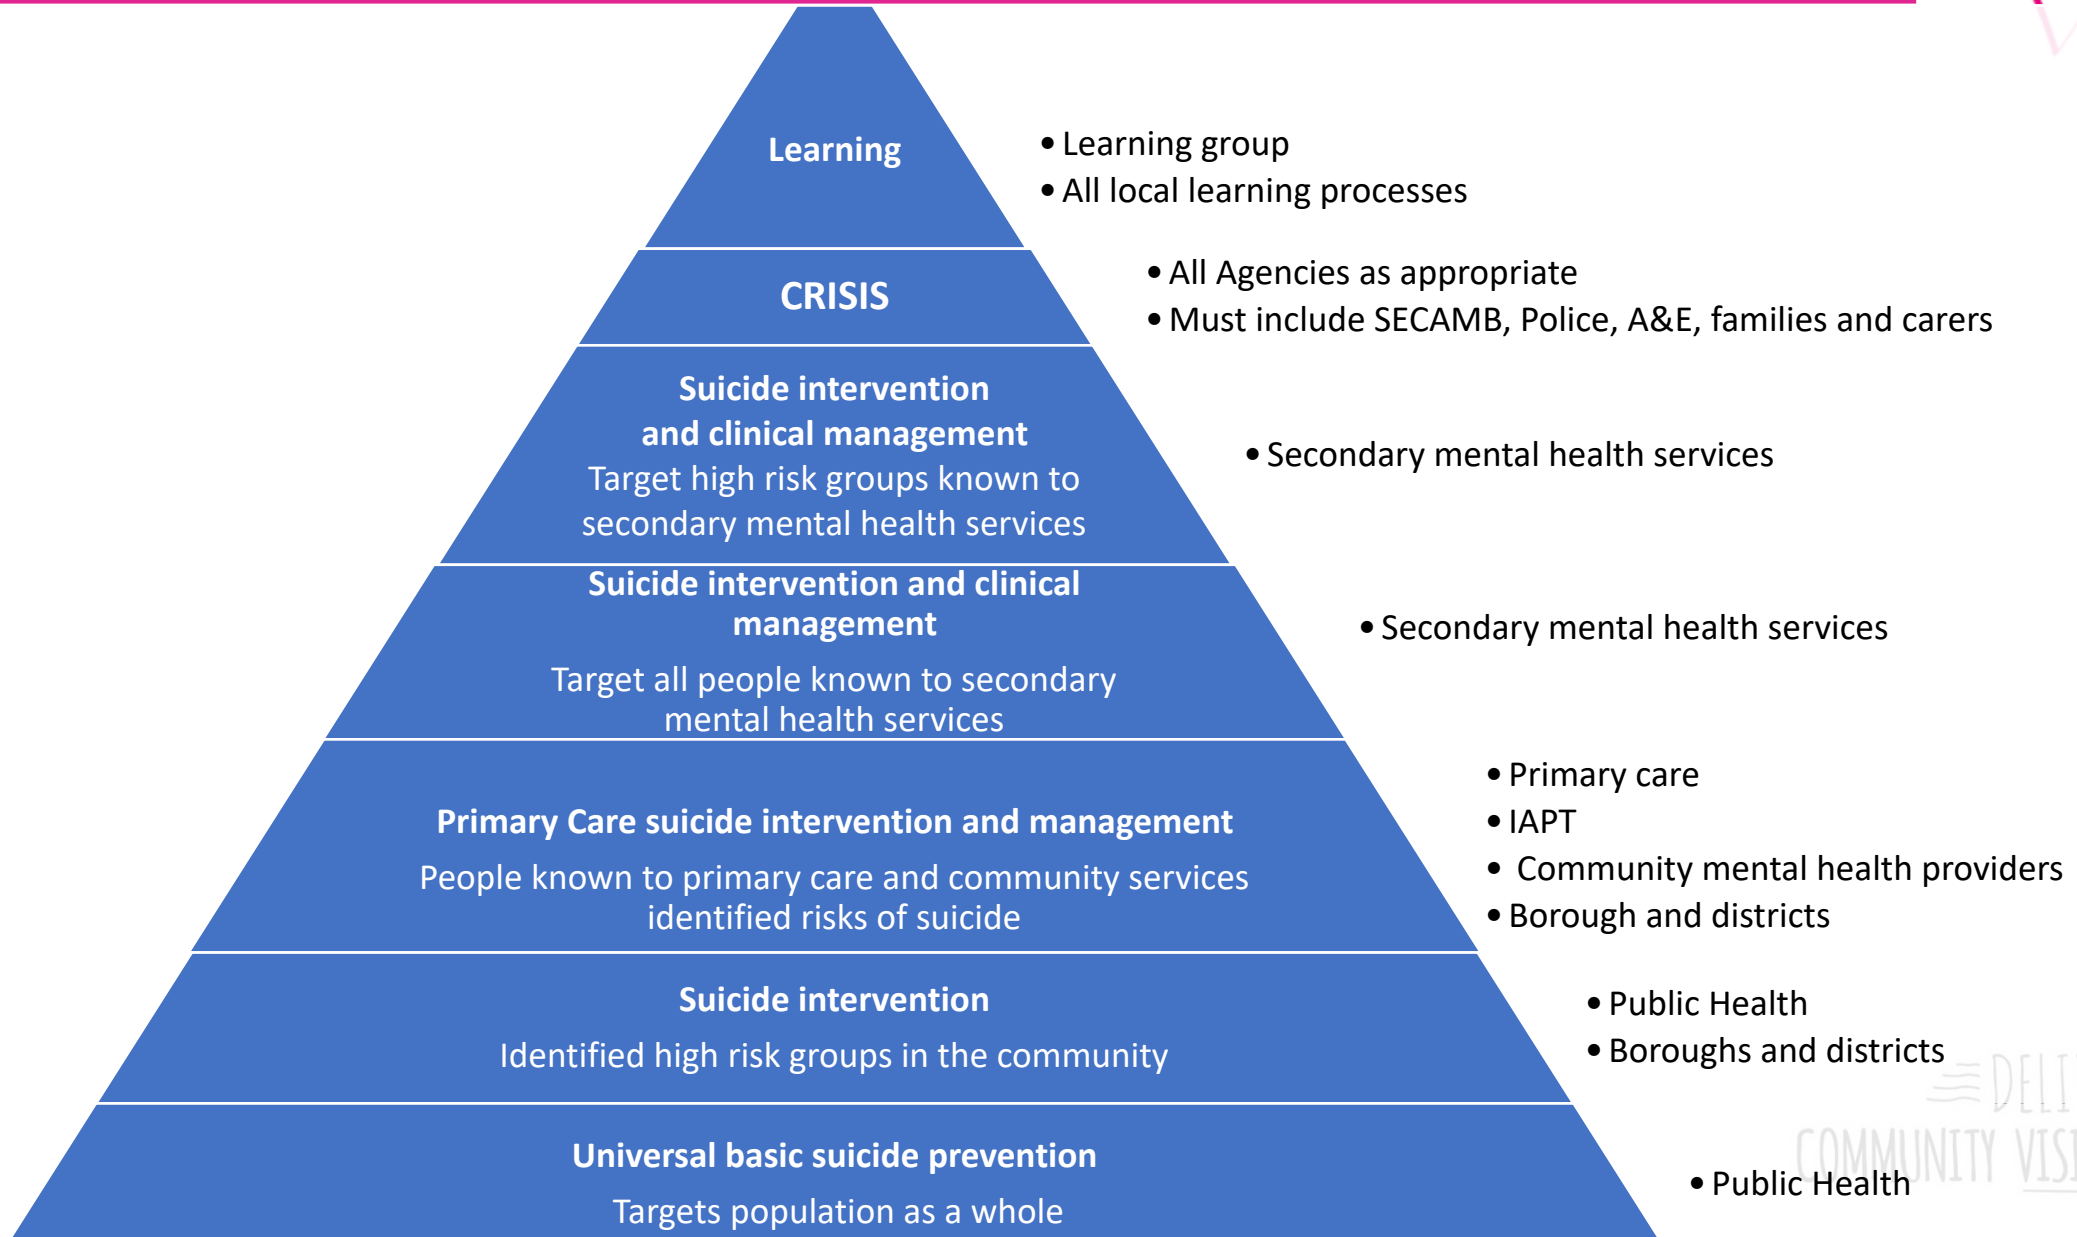 Learning
• Learning group
• All local learning processes
CRISIS
• All Agencies as appropriate
• Must include SECAMB, Police, A&E, families and carers
Suicide intervention
and clinical management
Target high risk groups known to
secondary mental health services
• Secondary mental health services
Suicide intervention and clinical
management
Target all people known to secondary
mental health services
• Secondary mental health services
Primary Care suicide intervention and management
People known to primary care and community services
identified risks of suicide
• Primary care
• IAPT
• Community mental health providers
• Borough and districts
Suicide intervention
Identified high risk groups in the community
• Public Health
• Boroughs and districts
Universal basic suicide prevention
Targets population as a whole
• Public Health
COMMUNITY